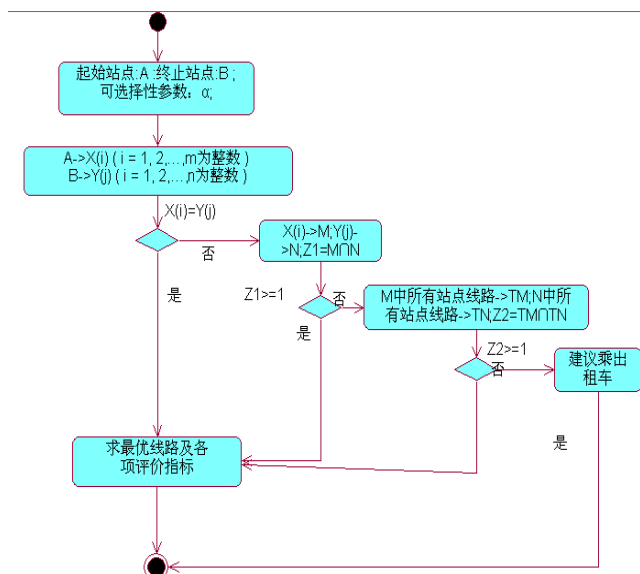 起始站点:A :终止站点:B ;
可选择性参数：α;
A->X(i) ( i = 1, 2,...,m为整数 )
B->Y(j) ( i = 1, 2,...,n为整数 )
X(i)=Y(j)
否
X(i)->M;Y(j)-
>N;Z1=M∩N
是
Z1>=1
否
是
M中所有站点线路->TM;N中所
有站点线路->TN;Z2=TM∩TN
Z2>=1
否
建议乘出
租车
是
求最优线路及各
项评价指标